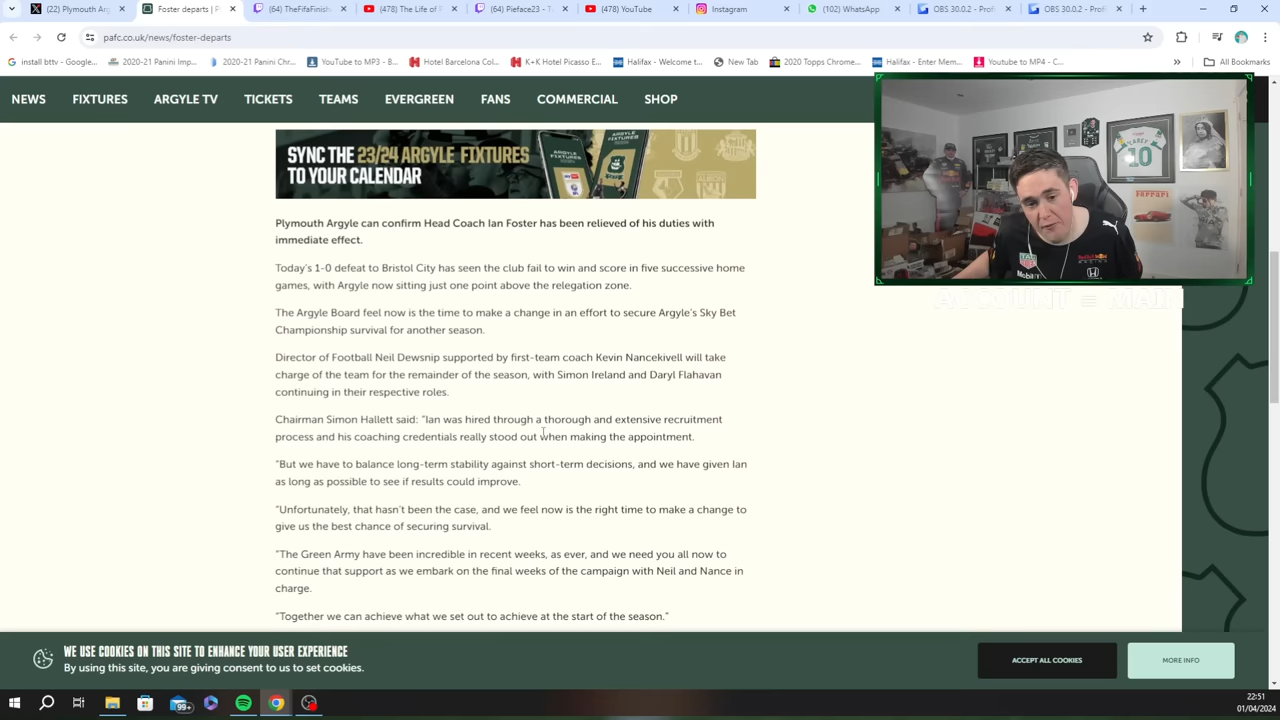 (22) Plymouth Arg
Foster departs | P
(64) TheFifaFinish
(478) The Life of F
(64) Pieface23 - Tw
(478) YouTube
Instagram
(102) WhatsApp
OBS 30.0.2 - Profi
OBS 30.0.2 - Profi
pafc.co.uk/news/foster-departs
install bttv - Google...
2020-21 Panini Imp...
2020-21 Panini Chr...
YouTube to MP3 - B...
Hotel Barcelona Col...
K+K Hotel Picasso E...
Halifax - Welcome t...
New Tab
2020 Topps Chrome...
Halifax - Enter Mem...
Youtube to MP4 - C...
All Bookmarks
NEWS FIXTURES ARGYLE TV TICKETS TEAMS EVERGREEN FANS COMMERCIAL SHOP
SYNC THE 23/24 ARGYLE FIXTURES
TO YOUR CALENDAR
Plymouth Argyle can confirm Head Coach Ian Foster has been relieved of his duties with
immediate effect.
Today's 1-0 defeat to Bristol City has seen the club fail to win and score in five successive home
games, with Argyle now sitting just one point above the relegation zone.
The Argyle Board feel now is the time to make a change in an effort to secure Argyle's Sky Bet
Championship survival for another season.
Director of Football Neil Dewsnip supported by first-team coach Kevin Nancekivell will take
charge of the team for the remainder of the season, with Simon Ireland and Daryl Flahavan
continuing in their respective roles.
Chairman Simon Hallett said: "Ian was hired through a thorough and extensive recruitment
process and his coaching credentials really stood out when making the appointment.
"But we have to balance long-term stability against short-term decisions, and we have given Ian
as long as possible to see if results could improve.
"Unfortunately, that hasn't been the case, and we feel now is the right time to make a change to
give us the best chance of securing survival.
"The Green Army have been incredible in recent weeks, as ever, and we need you all now to
continue that support as we embark on the final weeks of the campaign with Neil and Nance in
charge.
"Together we can achieve what we set out to achieve at the start of the season."
CAREY
10
Ferrari
Mobil
HONDA
ACCOUNT = MAIN
WE USE COOKIES ON THIS SITE TO ENHANCE YOUR USER EXPERIENCE
By using this site, you are giving consent to us to set cookies.
ACCEPT ALL COOKIES
MORE INFO
99+
22:51
01/04/2024